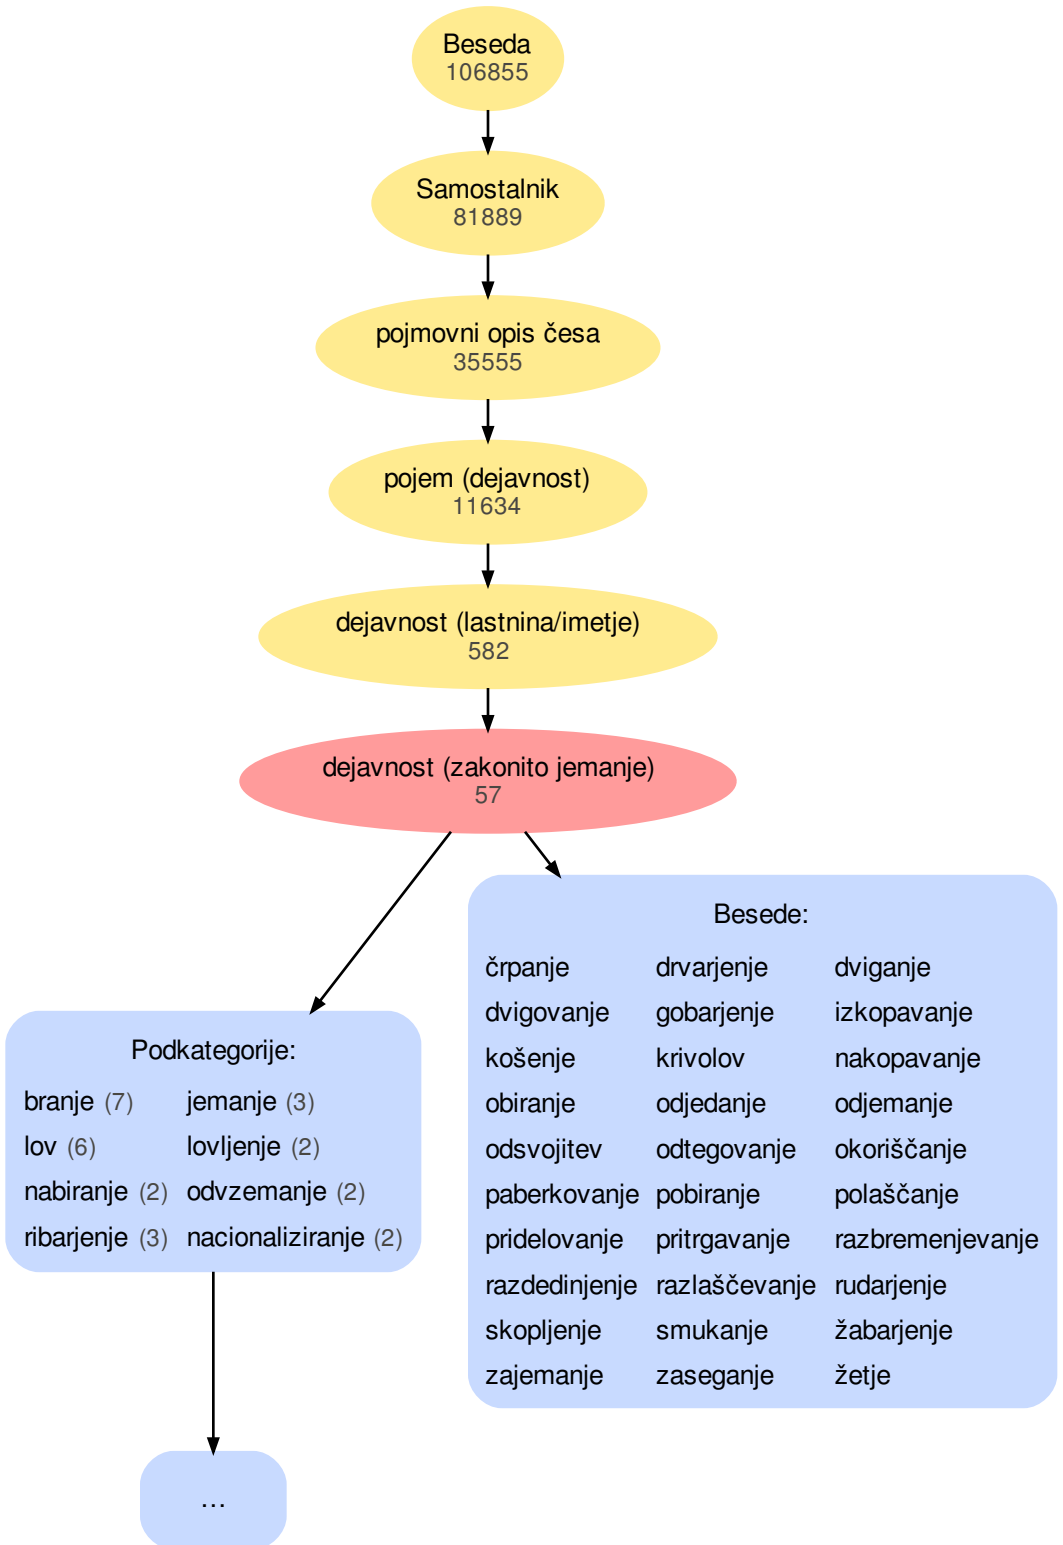 Beseda
106855
Samostalnik
81889
pojmovni opis česa
35555
pojem (dejavnost)
11634
dejavnost (lastnina/imetje)
582
dejavnost (zakonito jemanje)
57
Podkategorije:
branje (7) jemanje (3)
lov (6) lovljenje (2)
nabiranje (2) odvzemanje (2)
ribarjenje (3) nacionaliziranje (2)
...
Besede:
črpanje drvarjenje dviganje
dvigovanje gobarjenje izkopavanje
košenje krivolov nakopavanje
obiranje odjedanje odjemanje
odsvojitev odtegovanje okoriščanje
paberkovanje pobiranje polaščanje
pridelovanje pritrgavanje razbremenjevanje
razdedinjenje razlaščevanje rudarjenje
skopljenje smukanje žabarjenje
zajemanje zaseganje žetje